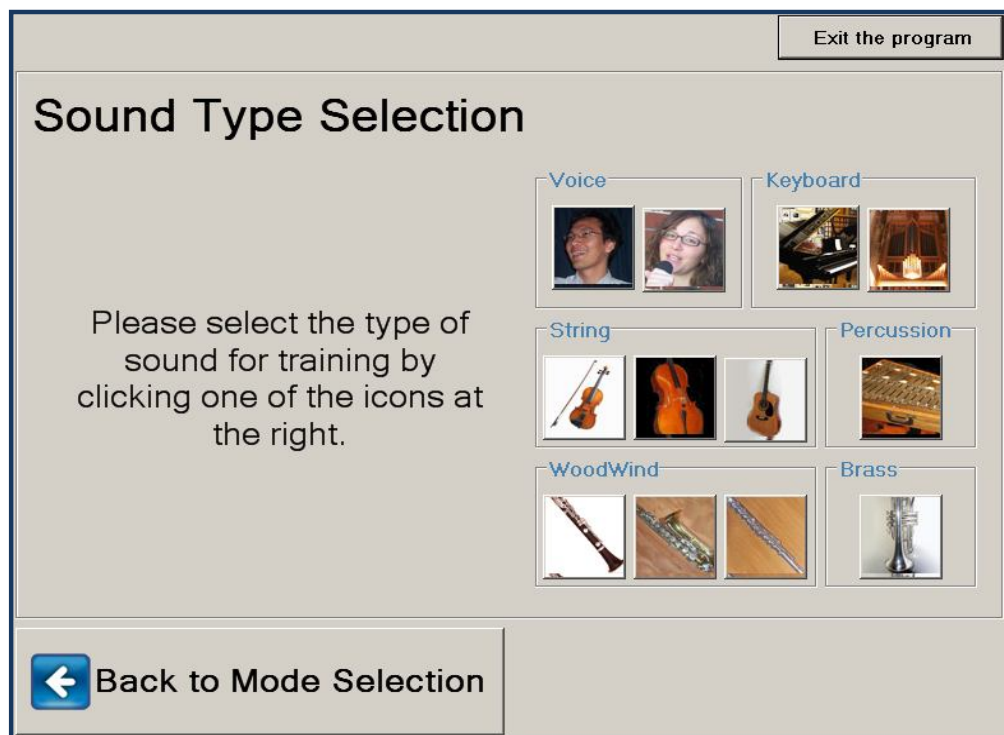 Exit the program
Sound Type Selection
Voice
Keyboard
Please select the type of
sound for training by
clicking one of the icons at
the right.
String
Percussion
WoodWind
Brass
Back to Mode Selection